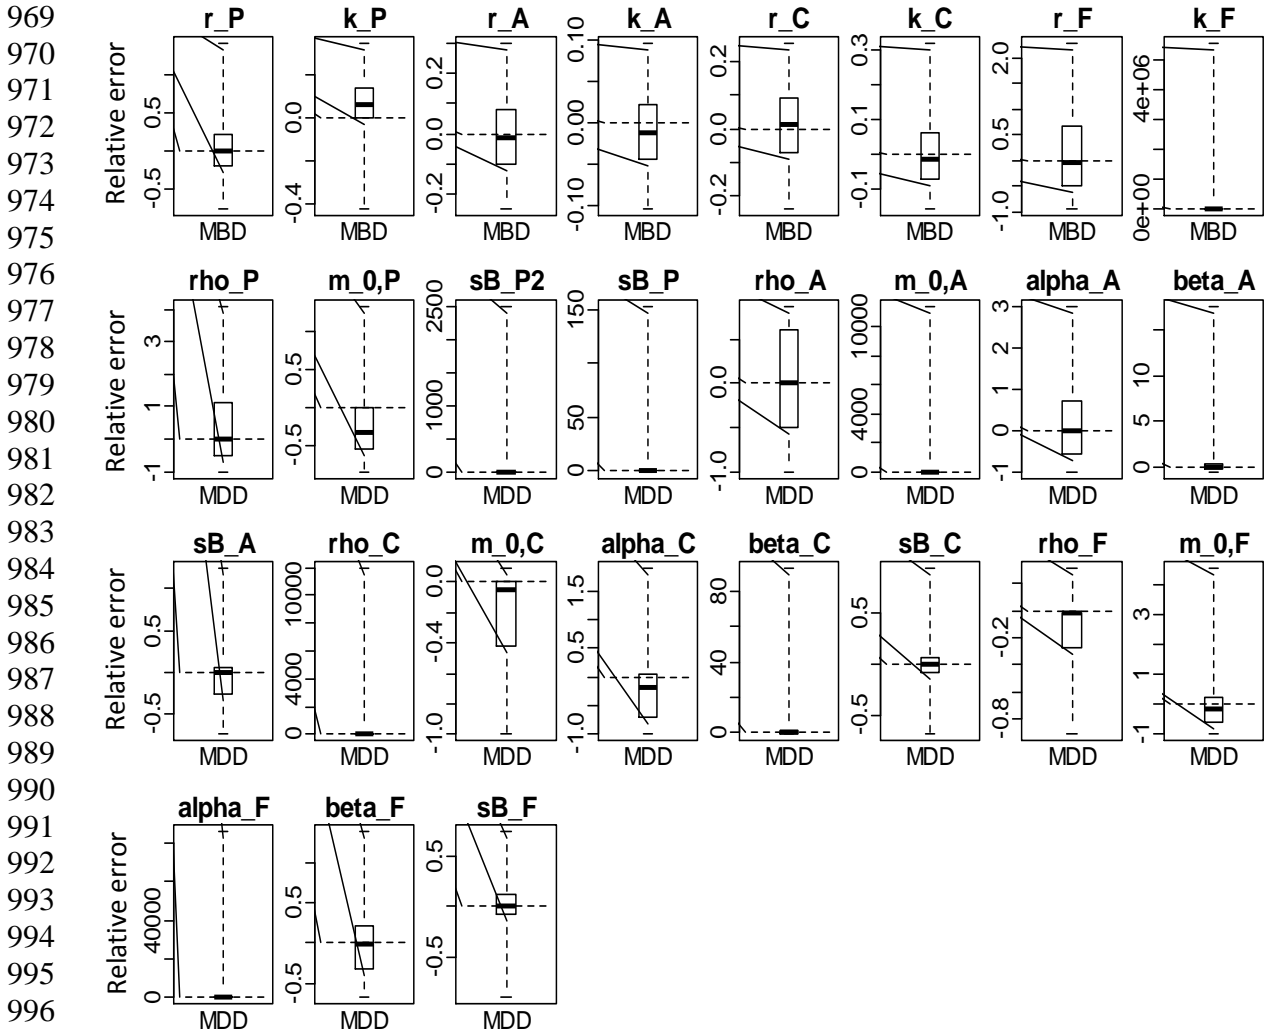 969 r_P k_P r_A k_A r_C k_C r_F k_F
970
971
972
973
974
975
Relative error
0.5 -0.5
0.0 -0.4
0.2 0.0 -0.2
0.10 0.00 -0.10
0.2 0.0 -0.2
0.3 0.1 -0.1
2.0 0.5 -1.0
4e+06 0e+00
MBD MBD MBD MBD MBD MBD MBD MBD
976 rho_P m_0,P sB_P2 sB_P rho_A m_0,A alpha_A beta_A
977
978
979
980
981
982
Relative error
3 1 -1
0.5 -0.5
2500 1000 0
150 50 0
0.0 -1.0
10000 4000 0
3 2 1 0 -1
10 5 0
MDD MDD MDD MDD MDD MDD MDD MDD
983 sB_A rho_C m_0,C alpha_C beta_C sB_C rho_F m_0,F
984
985
986
987
988
989
Relative error
0.5 -0.5
10000 4000 0
0.0 -0.4 -1.0
1.5 0.5 -1.0
80 40 0
0.5 -0.5
-0.2 -0.8
3 1 -1
MDD MDD MDD MDD MDD MDD MDD MDD
990 alpha_F beta_F sB_F
991
992
993
994
995
996
Relative error
40000 0
0.5 -0.5
0.5 -0.5
MDD MDD MDD